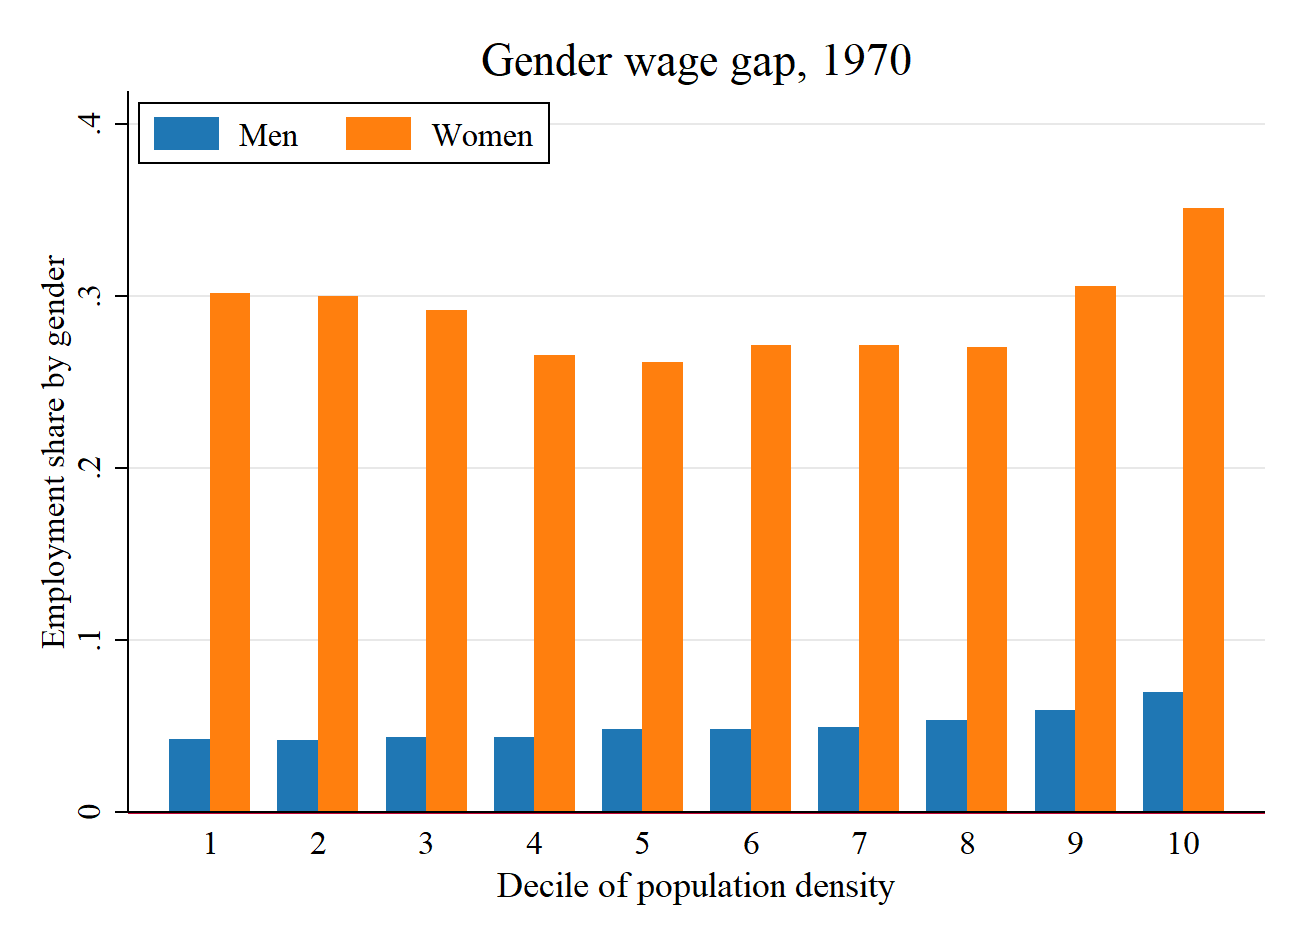 Gender wage gap, 1970
Men Women
Employment share by gender
.4
.3
.2
.1
0
1 2 3 4 5 6 7 8 9 10
Decile of population density